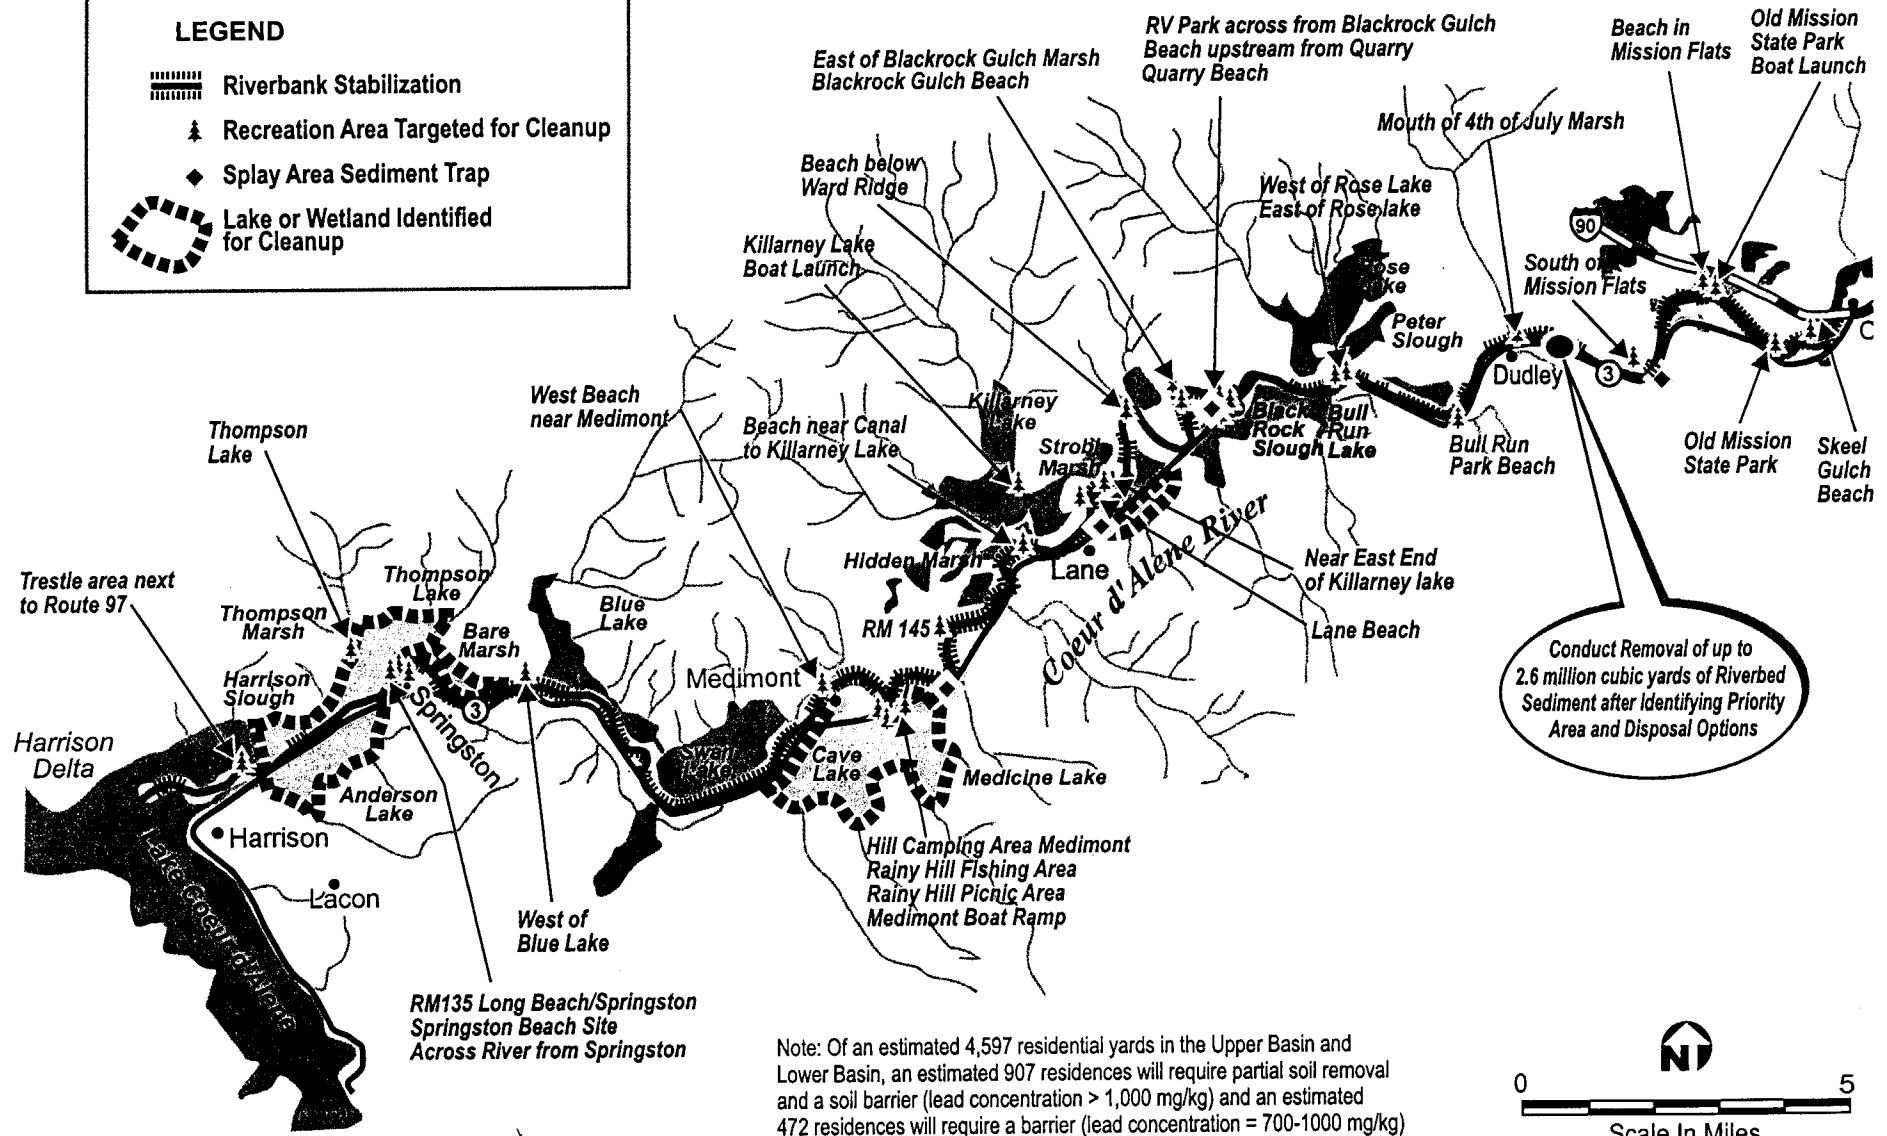 LEGEND
Riverbank Stabilization
Recreation Area Targeted for Cleanup
Splay Area Sediment Trap
Lake or Wetland Identified
for Cleanup
East of Blackrock Gulch Marsh
Blackrock Gulch Beach
RV Park across from Blackrock Gulch
Beach upstream from Quarry
Quarry Beach
Beach in
Mission Flats
Old Mission
State Park
Boat Launch
Mouth of 4th of July Marsh
Beach below
Ward Ridge
West of Rose Lake
East of Rose lake
Killarney Lake
Boat Launch
90
South of
Mission Flats
Rose
Lake
Peter
Slough
Dudley
3
West Beach
near Medimont
Killarney
Lake
Beach near Canal
to Killarney Lake
Strobl
Marsh
Black
Rock
Slough
Bull
Run
Lake
Bull Run
Park Beach
Old Mission
State Park
Skeel
Gulch
Beach
Thompson
Lake
Hidden Marsh
Lane
Coeur d' Alene River
Near East End
of Killarney lake
Lane Beach
RM 145
Trestle area next
to Route 97
Thompson
Lake
Thompson
Marsh
Bare
Marsh
Blue
Lake
Harrison
Slough
Springston
3
Medimont
Harrison
Delta
Swan
Lake
Cave
Lake
Medicine Lake
Anderson
Lake
Harrison
Lacon
Lake Coeur d'Alene
Conduct Removal of up to
2.6 million cubic yards of Riverbed
Sediment after Identifying Priority
Area and Disposal Options
Hill Camping Area Medimont
Rainy Hill Fishing Area
Rainy Hill Picnic Area
Medimont Boat Ramp
West of
Blue Lake
RM135 Long Beach/Springston
Springston Beach Site
Across River from Springston
Note: Of an estimated 4,597 residential yards in the Upper Basin and
Lower Basin, an estimated 907 residences will require partial soil removal
and a soil barrier (lead concentration > 1,000 mg/kg) and an estimated
472 residences will require a barrier (lead concentration = 700-1000 mg/kg)
N
0 5
Scale In Miles